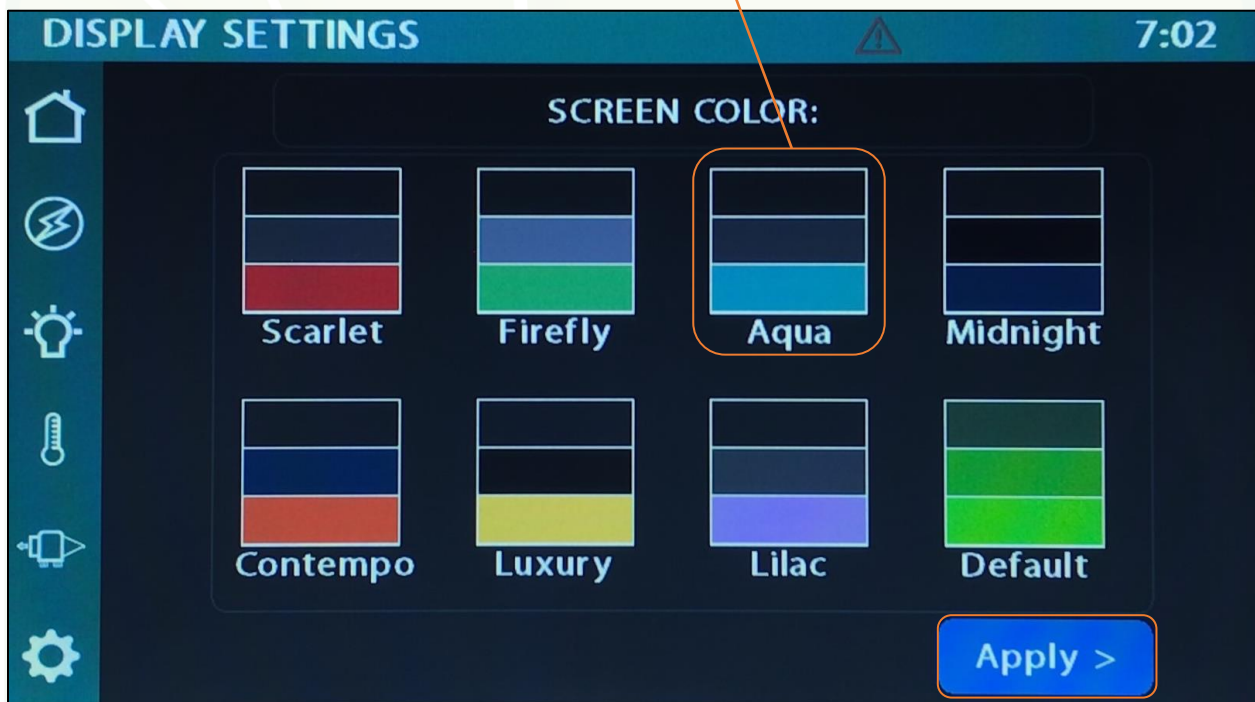 DISPLAY SETTINGS 7:02
SCREEN COLOR:
Scarlet Firefly Aqua Midnight
Contempo Luxury Lilac Default
Apply >